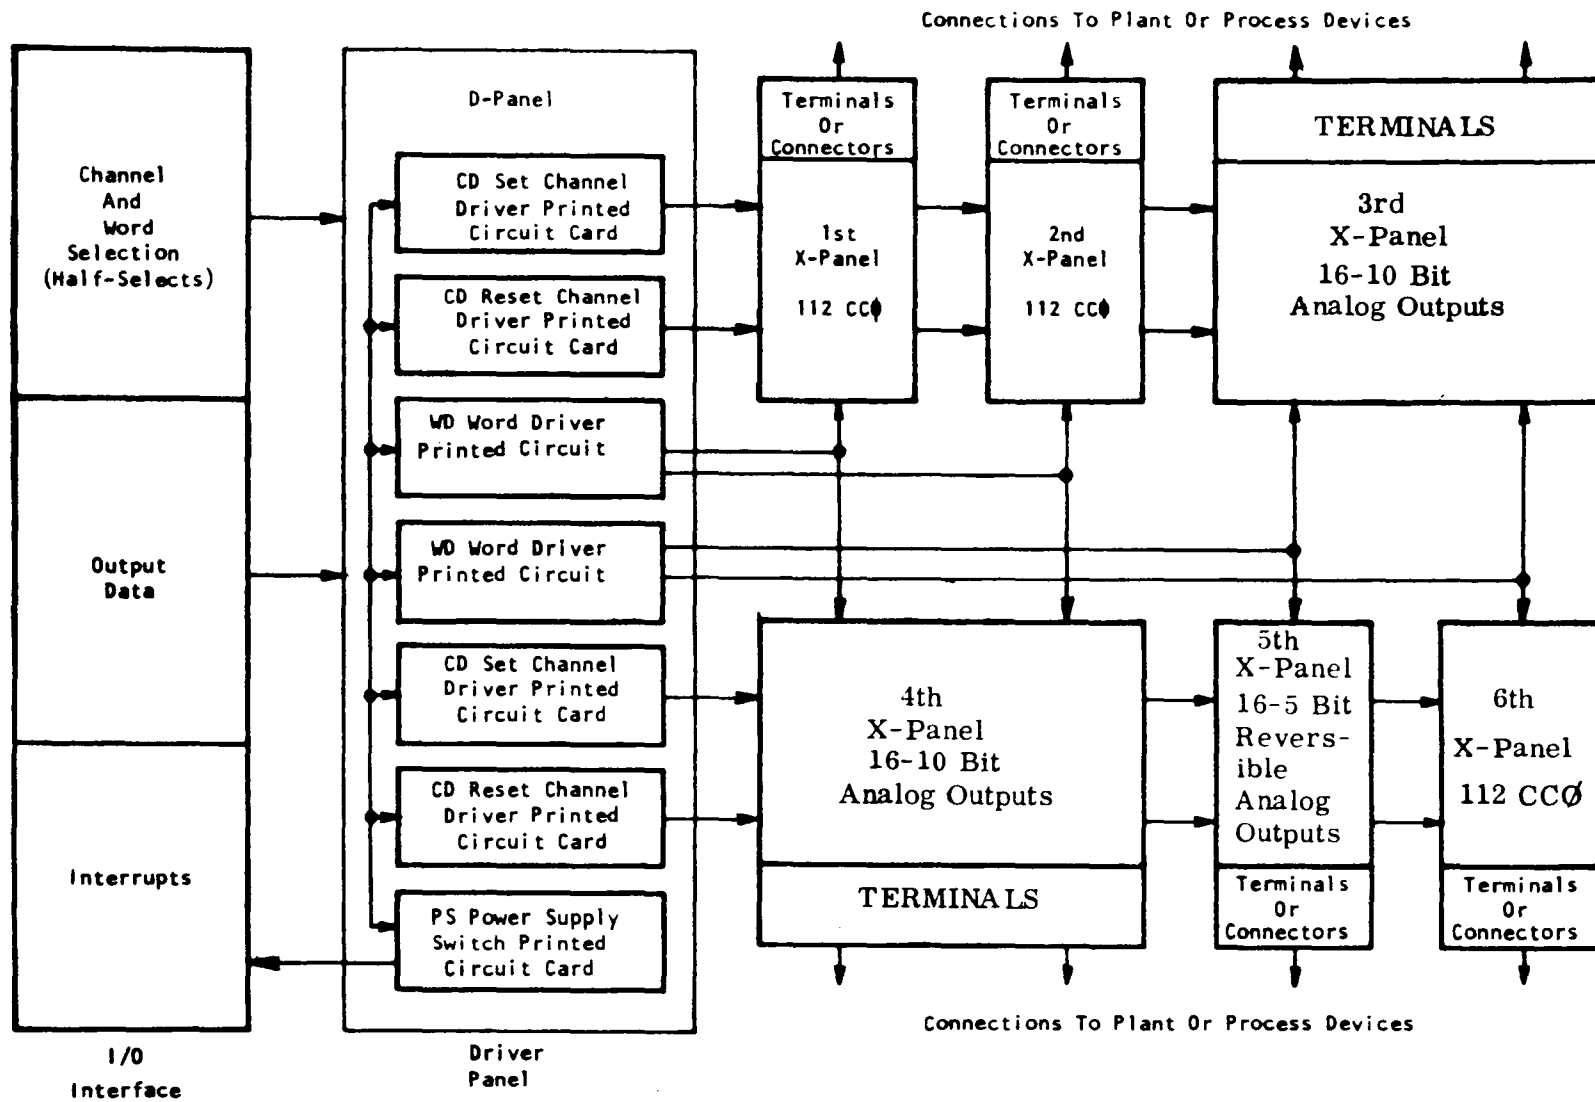 Connections To Plant Or Process Devices
Channel
And
Word
Selection
(Half-Selects)
Output
Data
Interrupts
I/O
Interface
D-Panel
CD Set Channel
Driver Printed
Circuit Card
CD Reset Channel
Driver Printed
Circuit Card
WD Word Driver
Printed Circuit
WD Word Driver
Printed Circuit
CD Set Channel
Driver Printed
Circuit Card
CD Reset Channel
Driver Printed
Circuit Card
PS Power Supply
Switch Printed
Circuit Card
Driver
Panel
Terminals
Or
Connectors
1st
X-Panel
112 CCϕ
Terminals
Or
Connectors
2nd
X-Panel
112 CCϕ
TERMINALS
3rd
X-Panel
16-10 Bit
Analog Outputs
4th
X-Panel
16-10 Bit
Analog Outputs
TERMINALS
5th
X-Panel
16-5 Bit
Revers-
ible
Analog
Outputs
Terminals
Or
Connectors
6th
X-Panel
112 CCØ
Terminals
Or
Connectors
Connections To Plant Or Process Devices